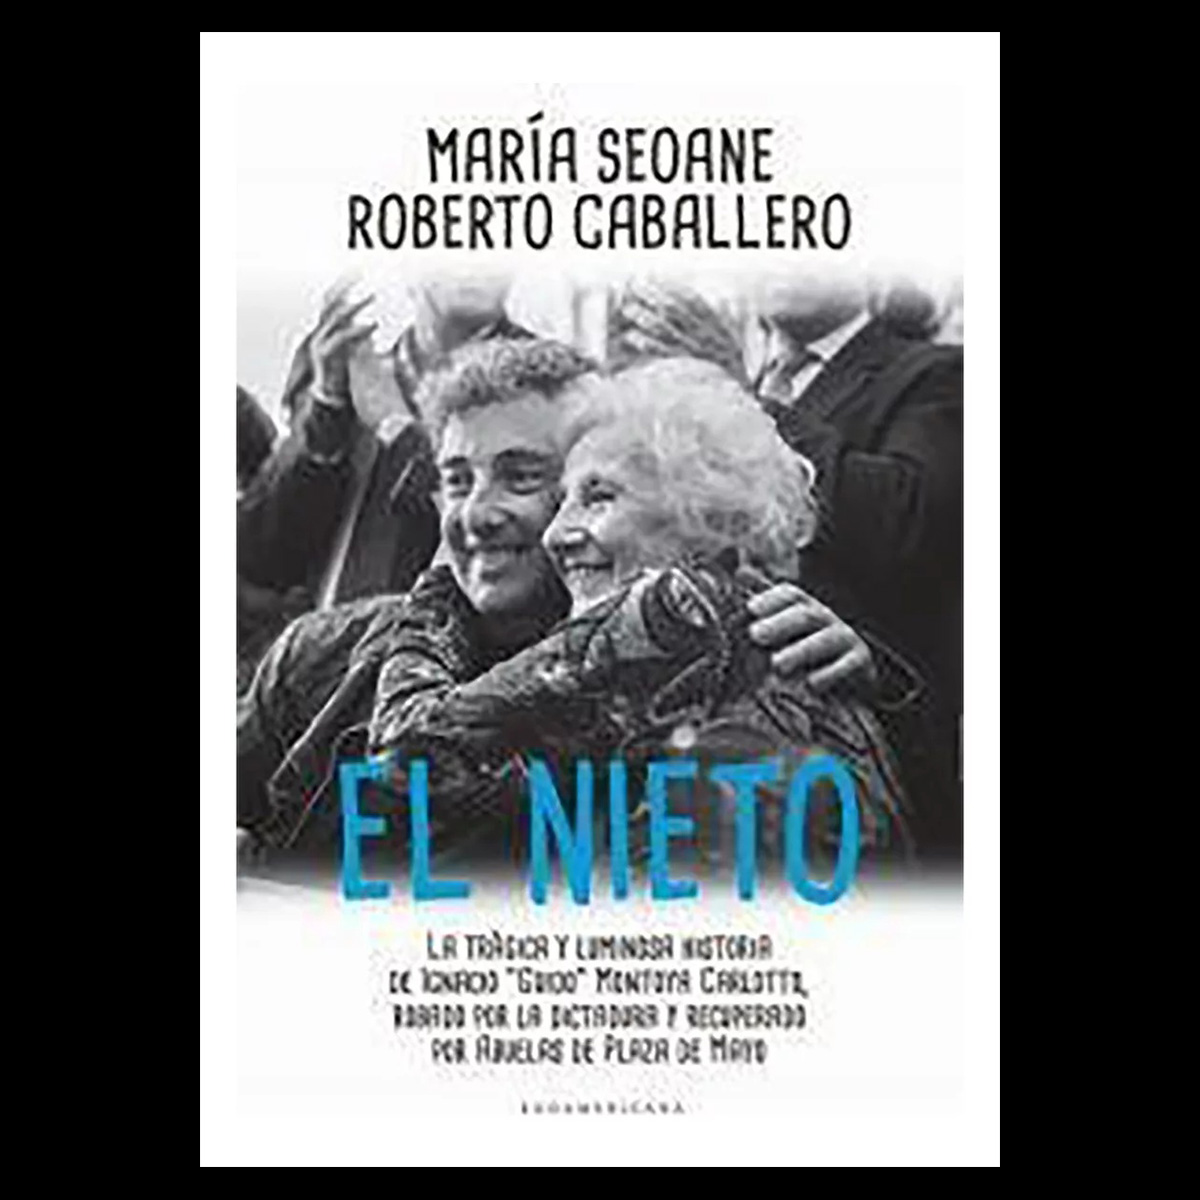 MARÍA SEOANE
ROBERTO CABALLERO
EL NIETO
LA TRÁGICA Y LUMINOSA HISTORIA
DE IGNACIO "GUIDO" MONTOYA CARLOTTO,
ROBADO POR LA DICTADURA Y RECUPERADO
POR ABUELAS DE PLAZA DE MAYO
SUDAMERICANA